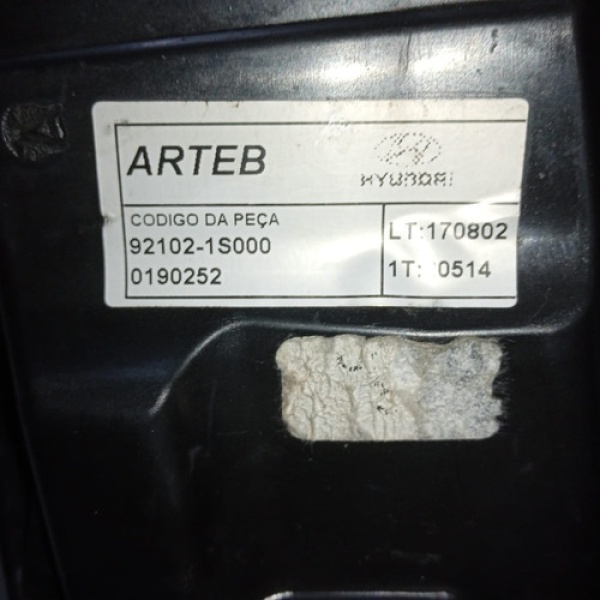 ARTEB
HYUNDAI
CODIGO DA PEÇA
92102-1S000
0190252
LT:170802
1T: 0514